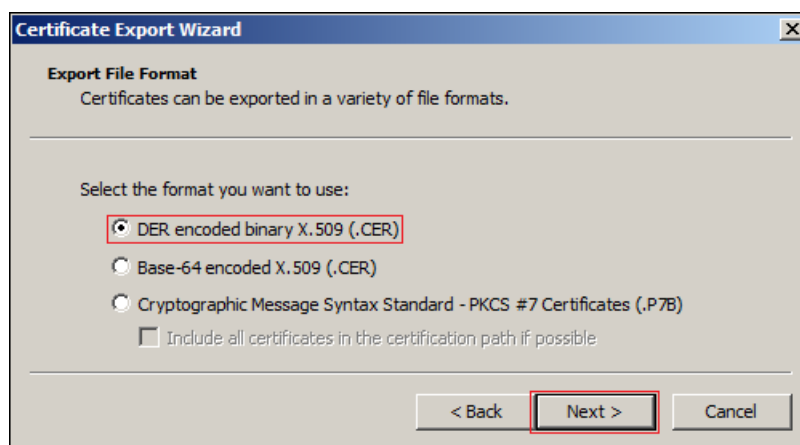 Certificate Export Wizard
Export File Format
Certificates can be exported in a variety of file formats.
Select the format you want to use:
DER encoded binary X.509 (.CER)
Base-64 encoded X.509 (.CER)
Cryptographic Message Syntax Standard - PKCS #7 Certificates (.P7B)
Include all certificates in the certification path if possible
< Back Next > Cancel